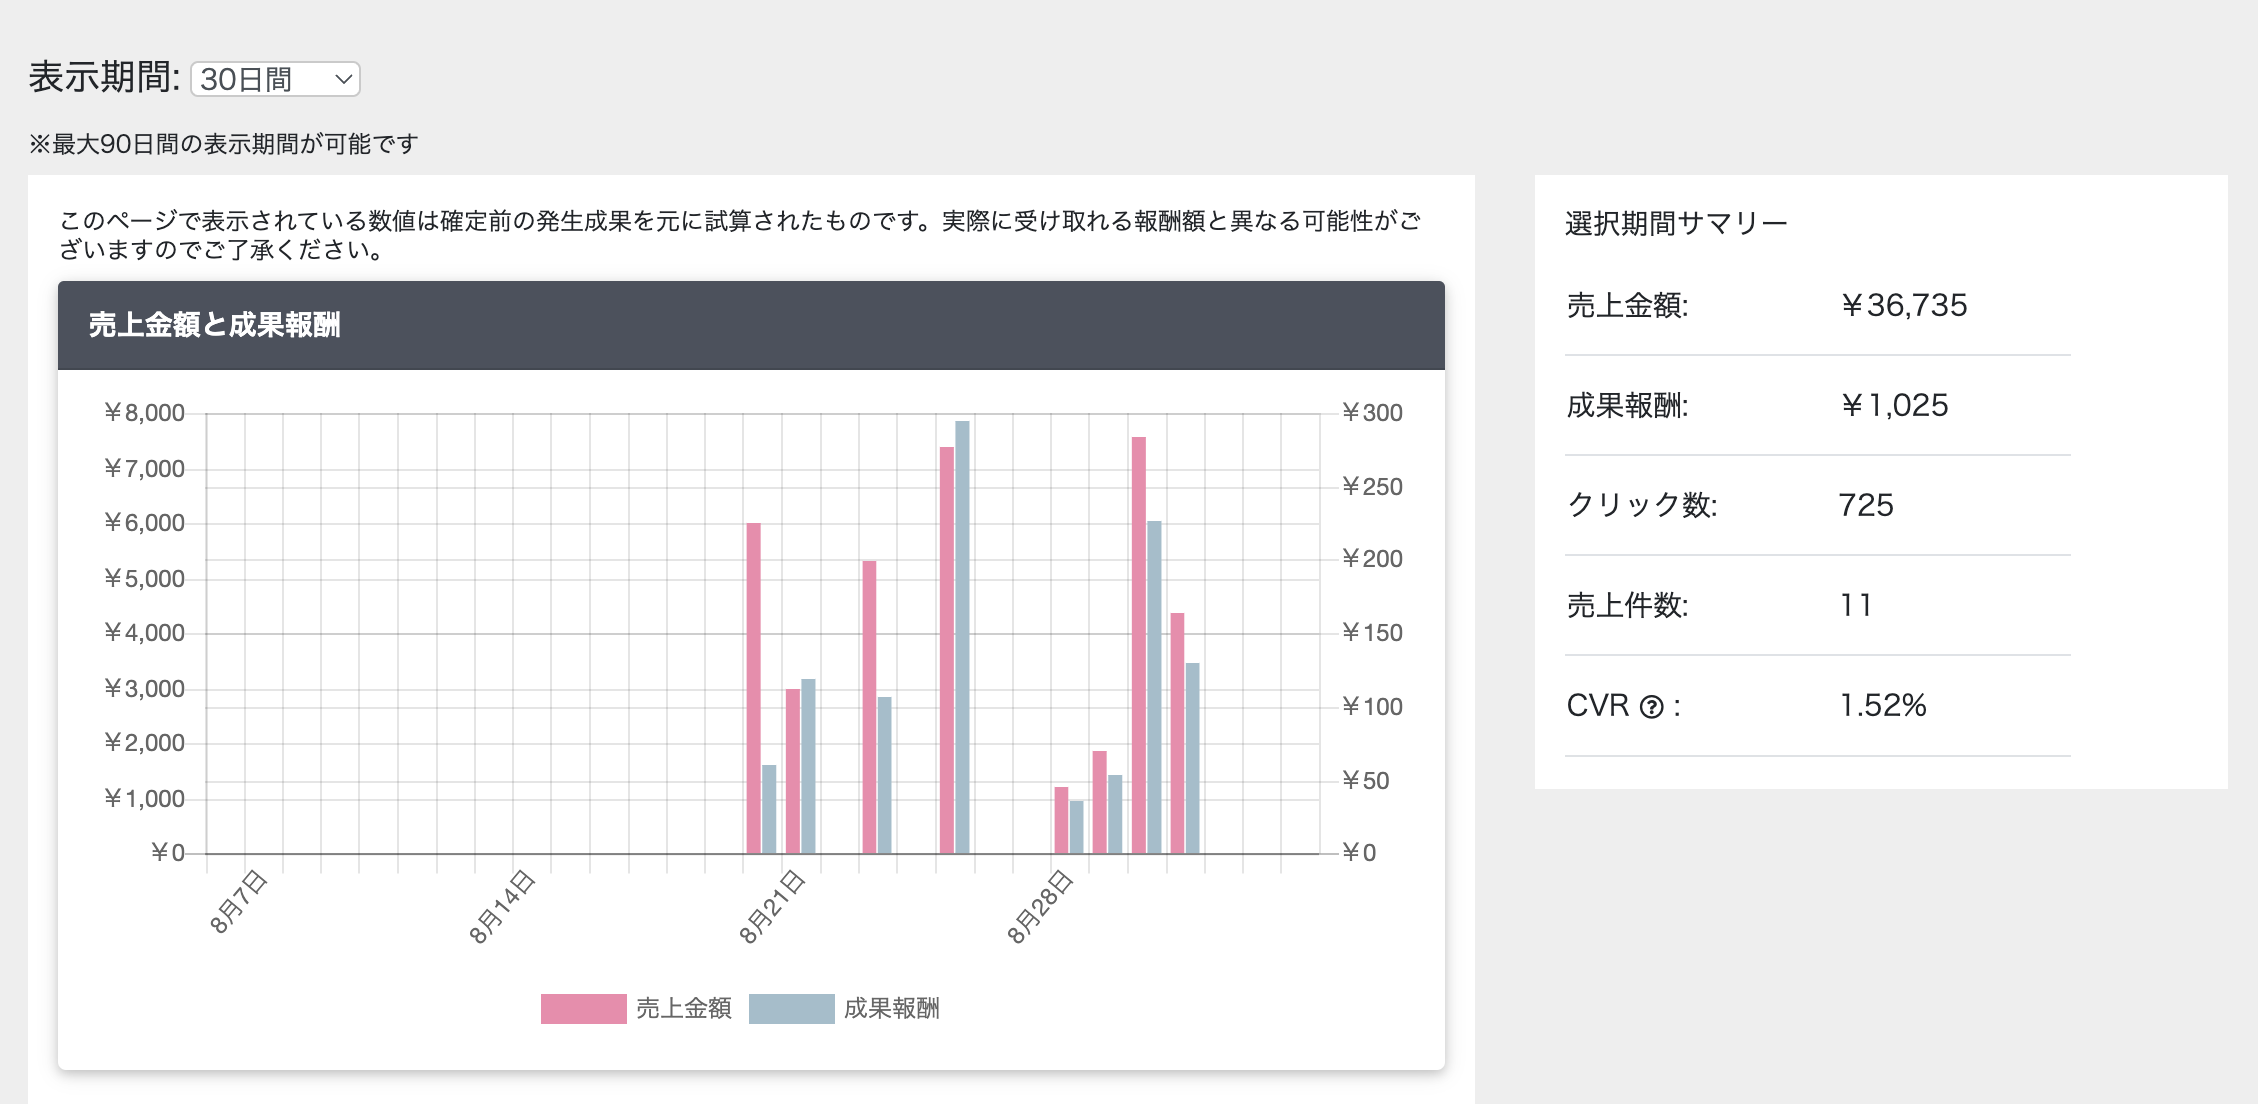 表示期間: 30日間
※最大90日間の表示期間が可能です
このページで表示されている数値は確定前の発生成果を元に試算されたものです。実際に受け取れる報酬額と異なる可能性がご
ざいますのでご了承ください。
売上金額と成果報酬
¥8,000
¥7,000
¥6,000
¥5,000
¥4,000
¥3,000
¥2,000
¥1,000
¥0
¥300
¥250
¥200
¥150
¥100
¥50
¥0
8月7日
8月14日
8月21日
8月28日
売上金額 成果報酬
選択期間サマリー
売上金額: ¥36,735
成果報酬: ¥1,025
クリック数: 725
売上件数: 11
CVR ? : 1.52%